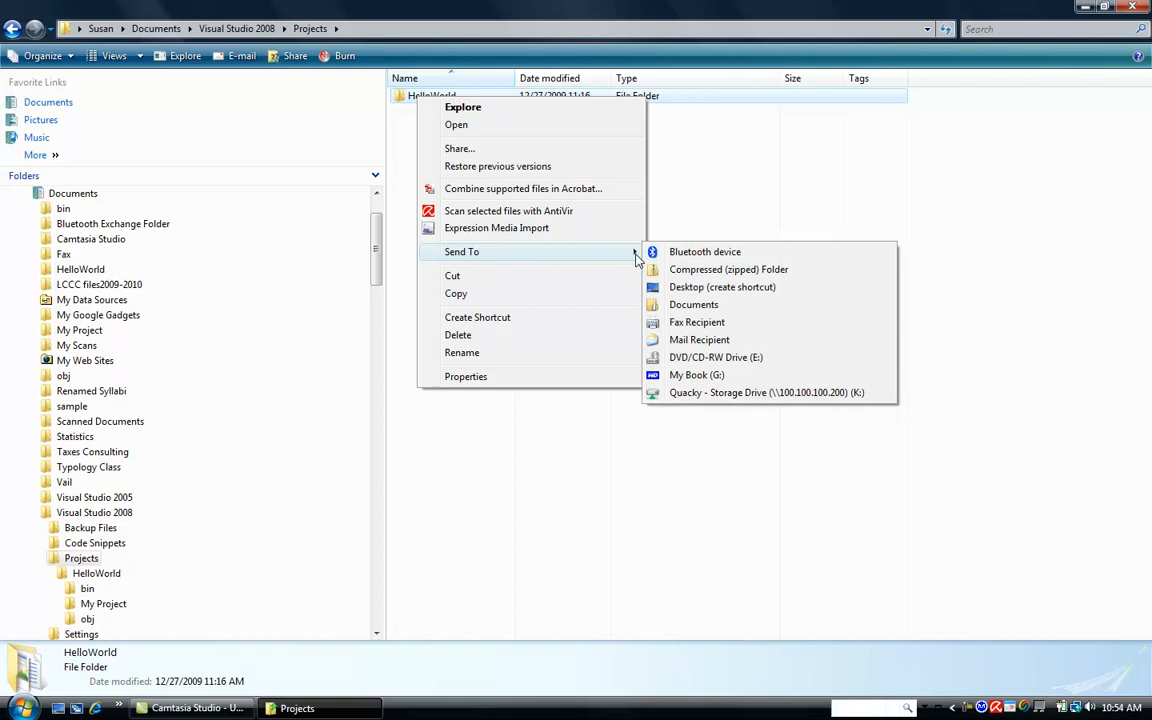 Susan ▸ Documents ▸ Visual Studio 2008 ▸ Projects ▸
Search
Organize Views Explore E-mail Share Burn
Favorite Links
Documents
Pictures
Music
More »
Folders
Documents
bin
Bluetooth Exchange Folder
Camtasia Studio
Fax
HelloWorld
LCCC files2009-2010
My Data Sources
My Google Gadgets
My Project
My Scans
My Web Sites
obj
Renamed Syllabi
sample
Scanned Documents
Statistics
Taxes Consulting
Typology Class
Vail
Visual Studio 2005
Visual Studio 2008
Backup Files
Code Snippets
Projects
HelloWorld
bin
My Project
obj
Settings
Name Date modified Type Size Tags
HelloWorld 12/27/2009 11:16 File Folder
Explore
Open
Share...
Restore previous versions
Combine supported files in Acrobat...
Scan selected files with AntiVir
Expression Media Import
Send To
Cut
Copy
Create Shortcut
Delete
Rename
Properties
Bluetooth device
Compressed (zipped) Folder
Desktop (create shortcut)
Documents
Fax Recipient
Mail Recipient
DVD/CD-RW Drive (E:)
My Book (G:)
Quacky - Storage Drive (\\100.100.100.200) (K:)
HelloWorld
File Folder
Date modified: 12/27/2009 11:16 AM
Camtasia Studio - U...
Projects
10:54 AM